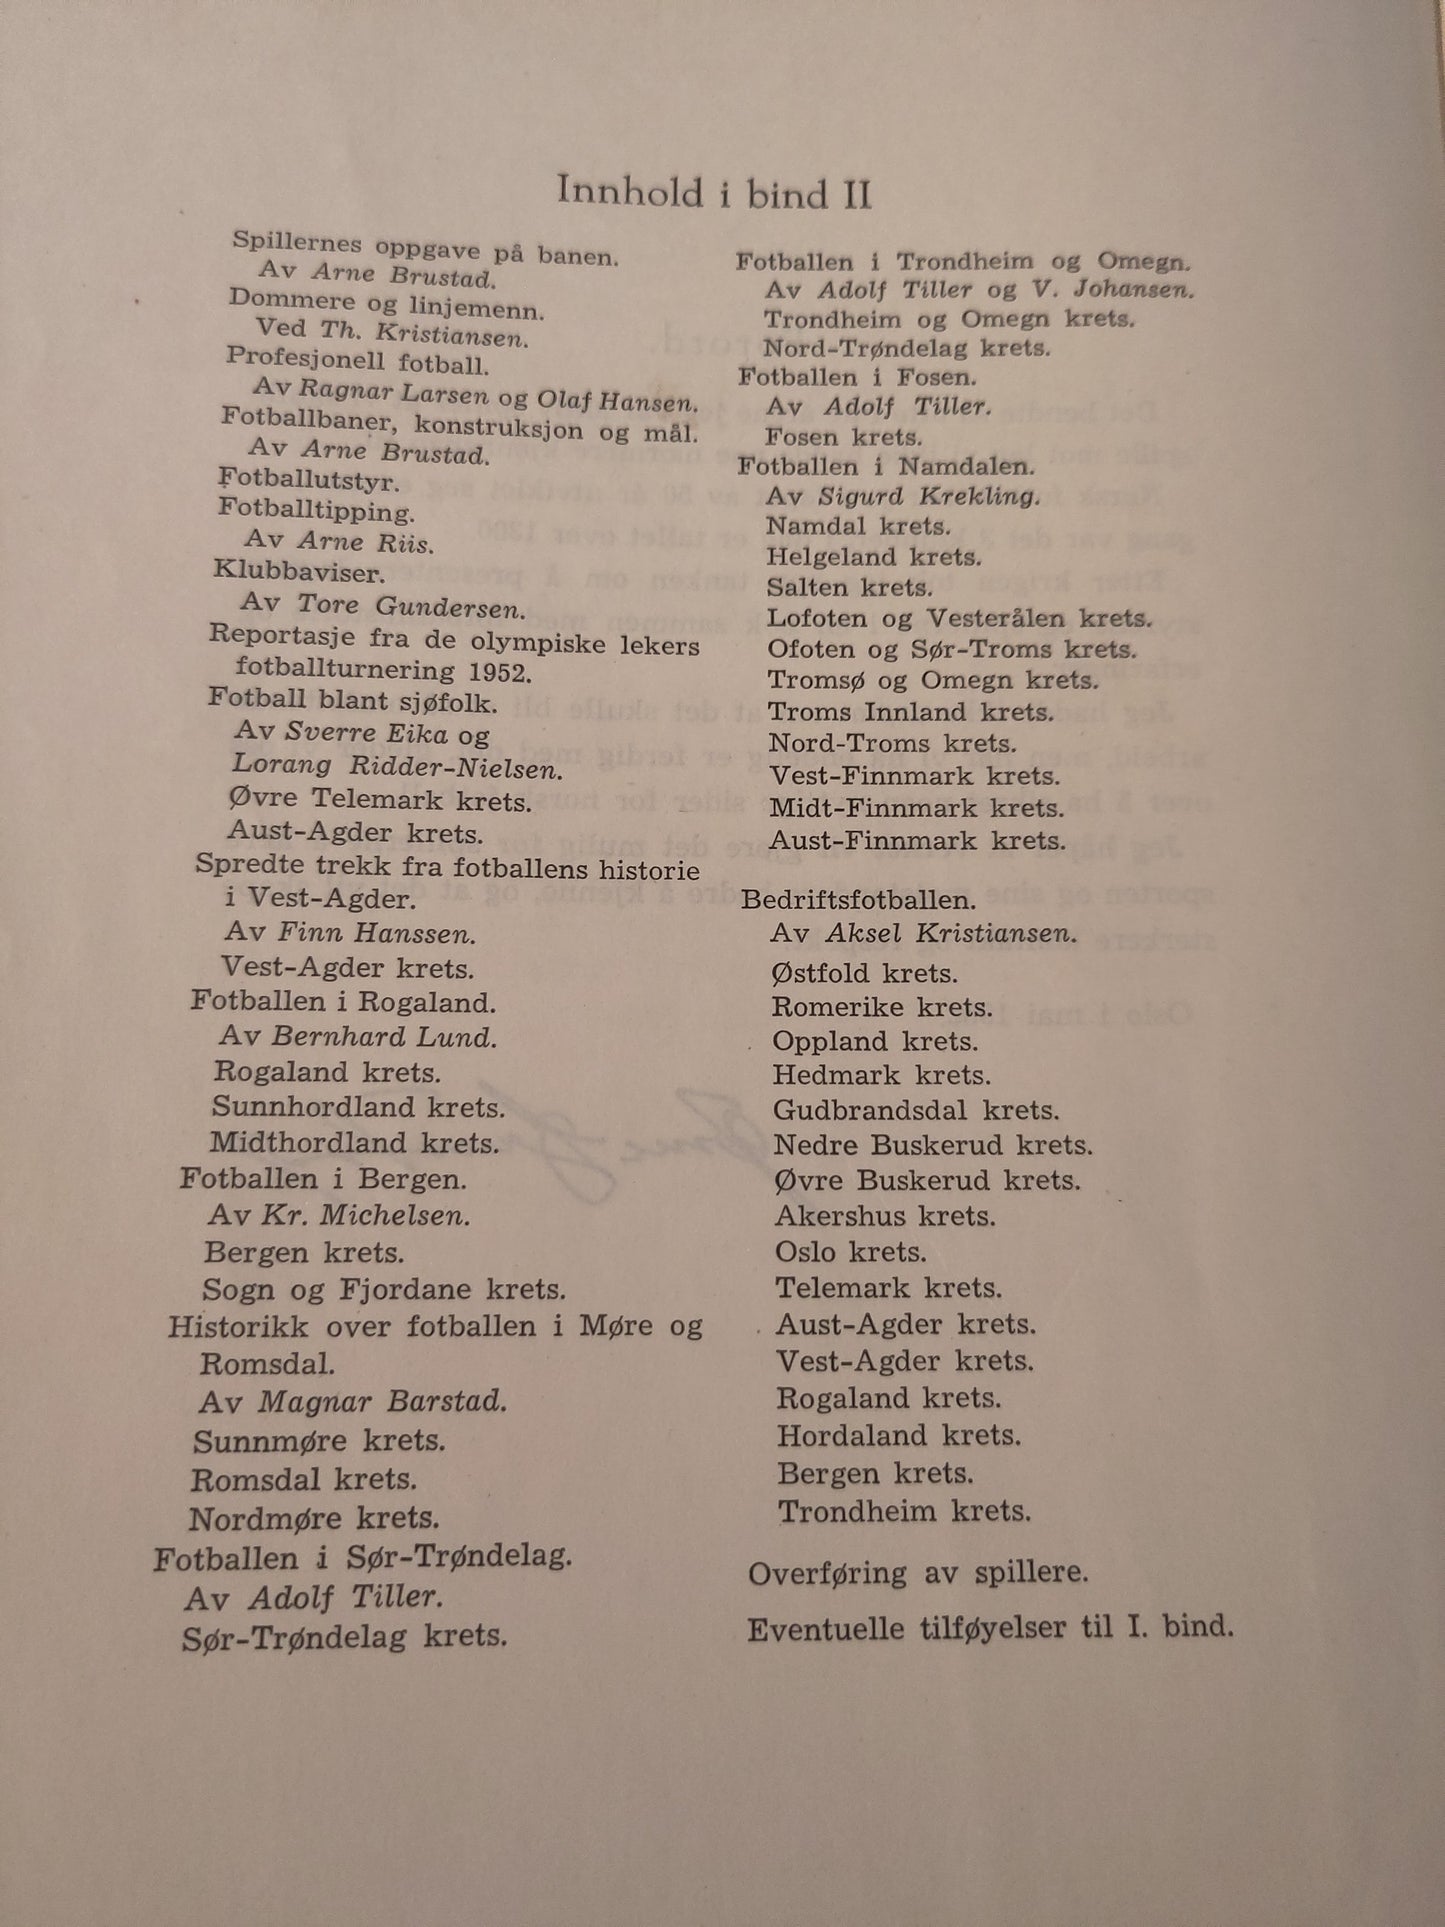 Innhold i bind II
Spillernes oppgave på banen.
Av Arne Brustad.
Dommere og linjemenn.
Ved Th. Kristiansen.
Profesjonell fotball.
Av Ragnar Larsen og Olaf Hansen.
Fotballbaner, konstruksjon og mål.
Av Arne Brustad.
Fotballutstyr.
Fotballtipping.
Av Arne Riis.
Klubbaviser.
Av Tore Gundersen.
Reportasje fra de olympiske lekers
fotballturnering 1952.
Fotball blant sjøfolk.
Av Sverre Eika og
Lorang Ridder-Nielsen.
Øvre Telemark krets.
Aust-Agder krets.
Spredte trekk fra fotballens historie
i Vest-Agder.
Av Finn Hanssen.
Vest-Agder krets.
Fotballen i Rogaland.
Av Bernhard Lund.
Rogaland krets.
Sunnhordland krets.
Midthordland krets.
Fotballen i Bergen.
Av Kr. Michelsen.
Bergen krets.
Sogn og Fjordane krets.
Historikk over fotballen i Møre og
Romsdal.
Av Magnar Barstad.
Sunnmøre krets.
Romsdal krets.
Nordmøre krets.
Fotballen i Sør-Trøndelag.
Av Adolf Tiller.
Sør-Trøndelag krets.
Fotballen i Trondheim og Omegn.
Av Adolf Tiller og V. Johansen.
Trondheim og Omegn krets.
Nord-Trøndelag krets.
Fotballen i Fosen.
Av Adolf Tiller.
Fosen krets.
Fotballen i Namdalen.
Av Sigurd Krekling.
Namdal krets.
Helgeland krets.
Salten krets.
Lofoten og Vesterålen krets.
Ofoten og Sør-Troms krets.
Tromsø og Omegn krets.
Troms Innland krets.
Nord-Troms krets.
Vest-Finnmark krets.
Midt-Finnmark krets.
Aust-Finnmark krets.
Bedriftsfotballen.
Av Aksel Kristiansen.
Østfold krets.
Romerike krets.
Oppland krets.
Hedmark krets.
Gudbrandsdal krets.
Nedre Buskerud krets.
Øvre Buskerud krets.
Akershus krets.
Oslo krets.
Telemark krets.
Aust-Agder krets.
Vest-Agder krets.
Rogaland krets.
Hordaland krets.
Bergen krets.
Trondheim krets.
Overføring av spillere.
Eventuelle tilføyelser til I. bind.